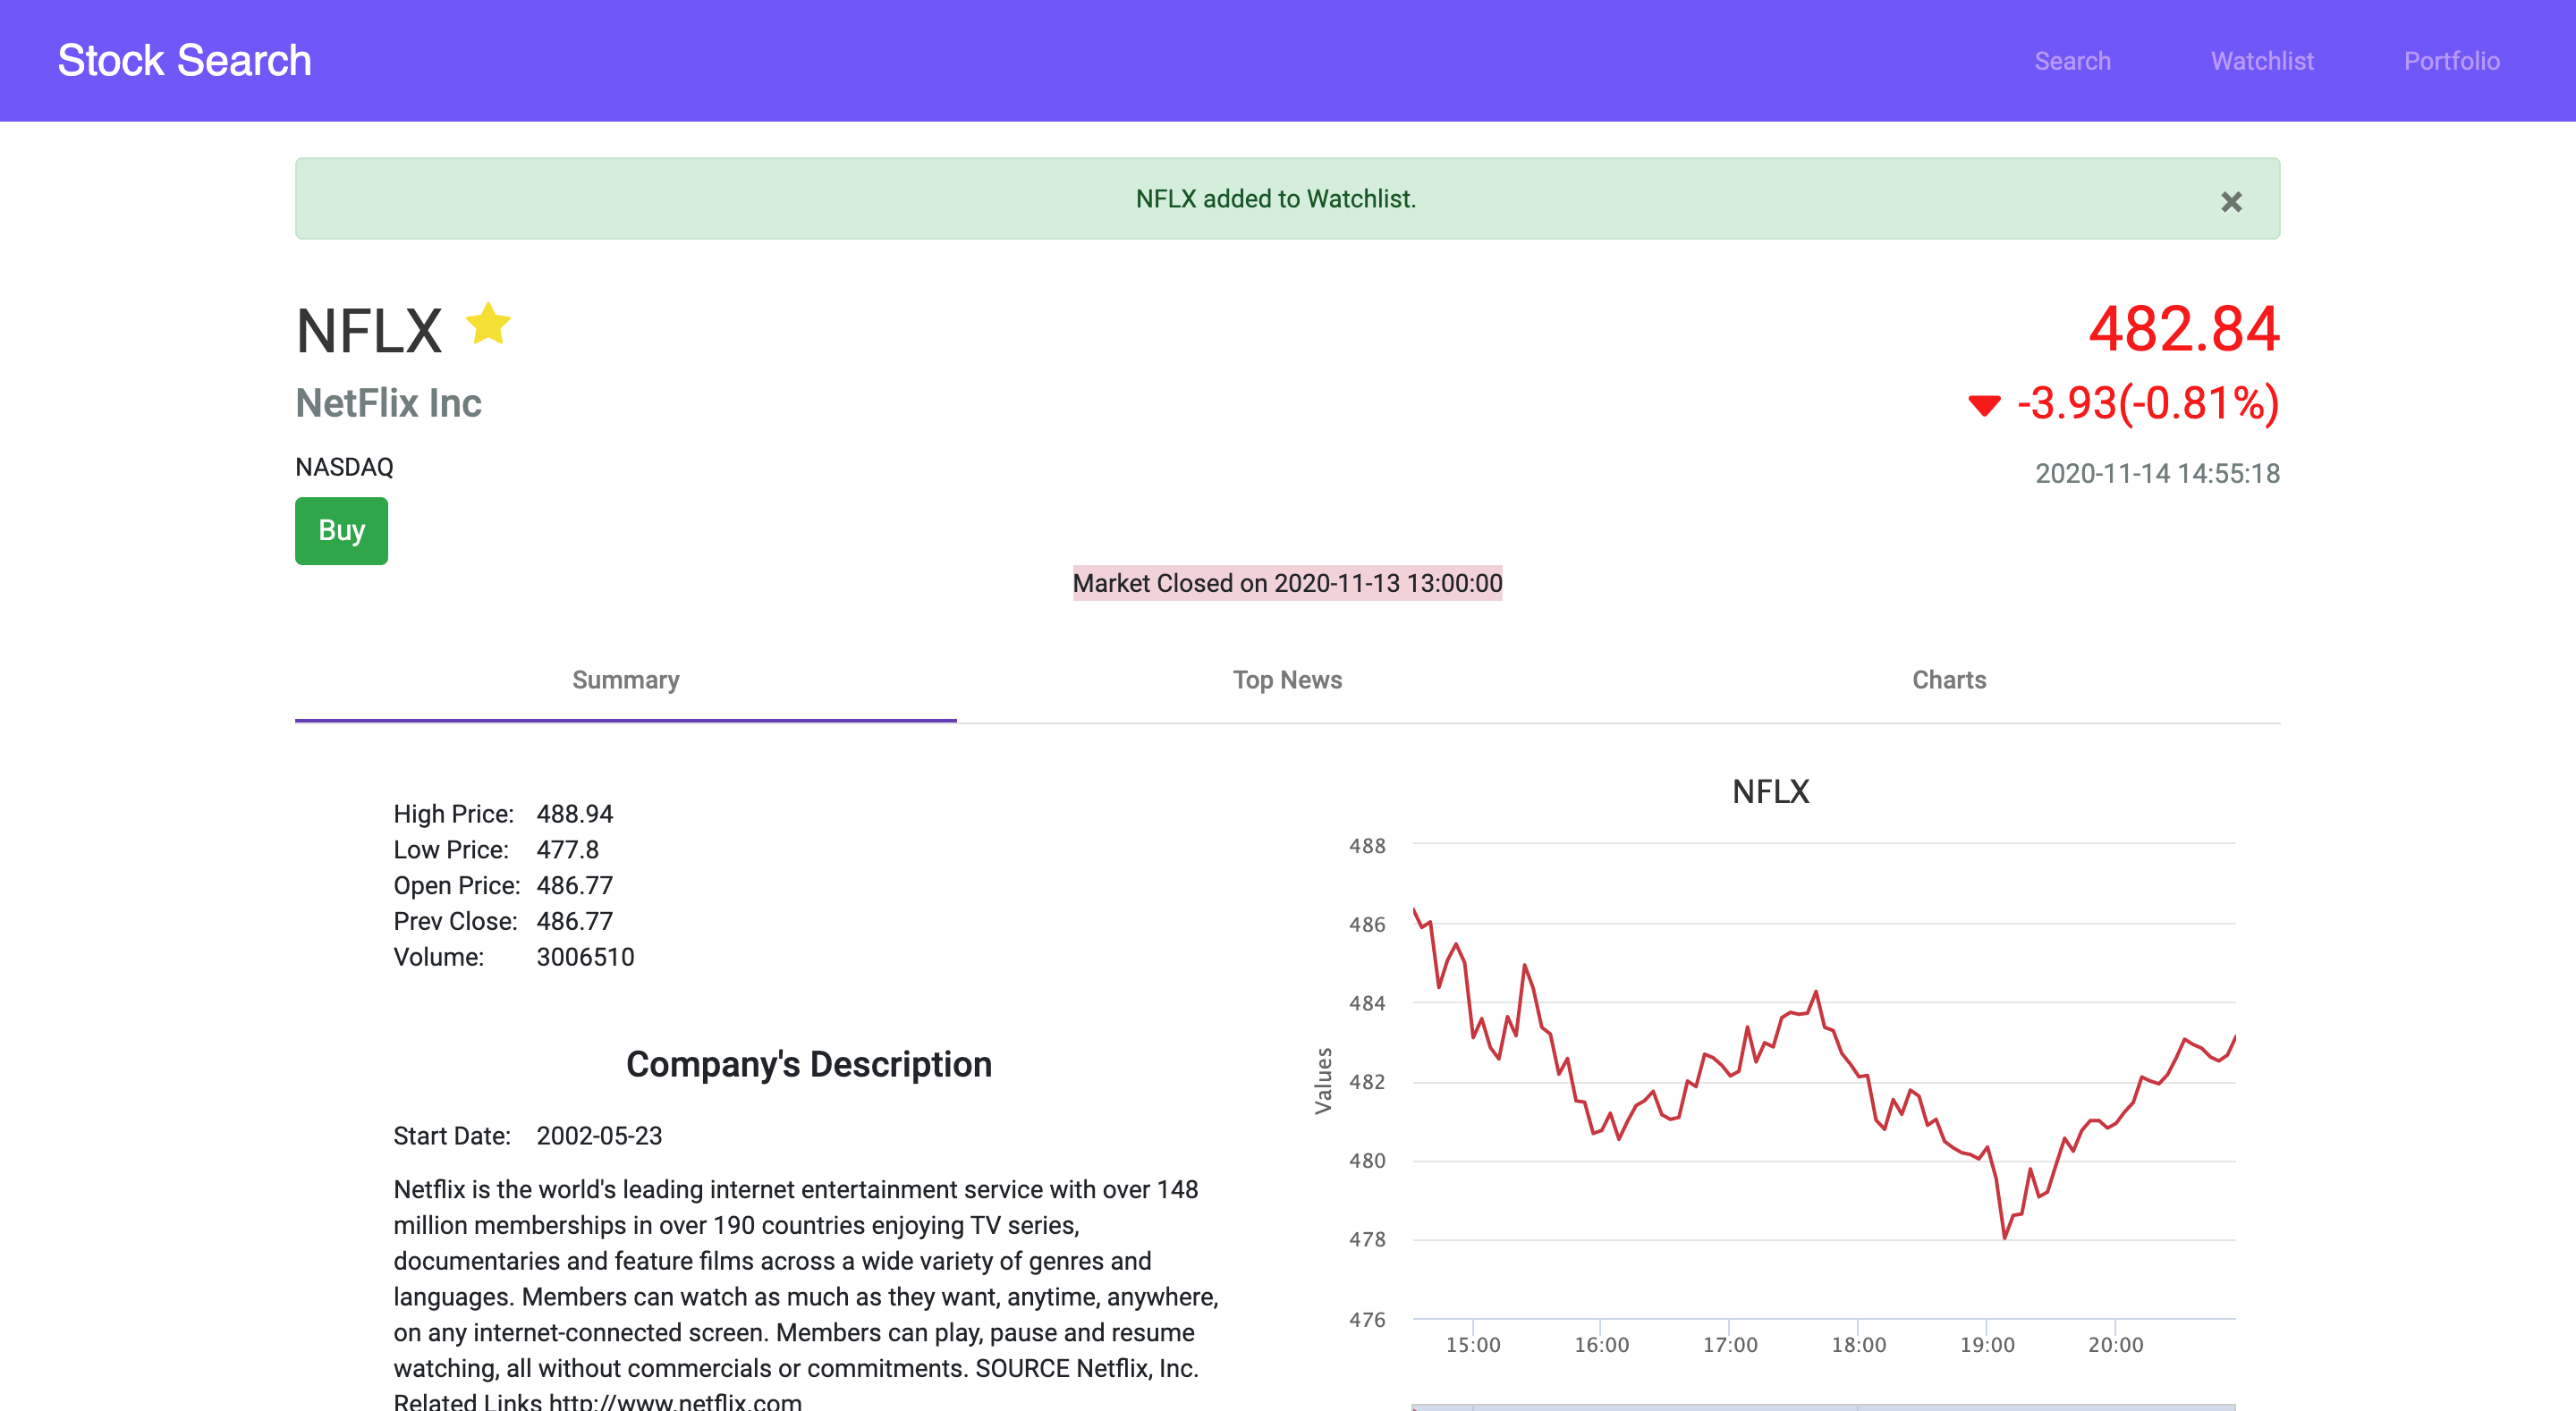 Stock Search
Search Watchlist Portfolio
NFLX added to Watchlist.
×
NFLX
482.84
NetFlix Inc
-3.93(-0.81%)
NASDAQ
2020-11-14 14:55:18
Buy
Market Closed on 2020-11-13 13:00:00
Summary Top News Charts
High Price: 488.94
Low Price: 477.8
Open Price: 486.77
Prev Close: 486.77
Volume: 3006510
Company's Description
Start Date: 2002-05-23
Netflix is the world's leading internet entertainment service with over 148
million memberships in over 190 countries enjoying TV series,
documentaries and feature films across a wide variety of genres and
languages. Members can watch as much as they want, anytime, anywhere,
on any internet-connected screen. Members can play, pause and resume
watching, all without commercials or commitments. SOURCE Netflix, Inc.
Related Links http://www.netflix.com
NFLX
488
486
484
482
480
478
476
Values
15:00 16:00 17:00 18:00 19:00 20:00